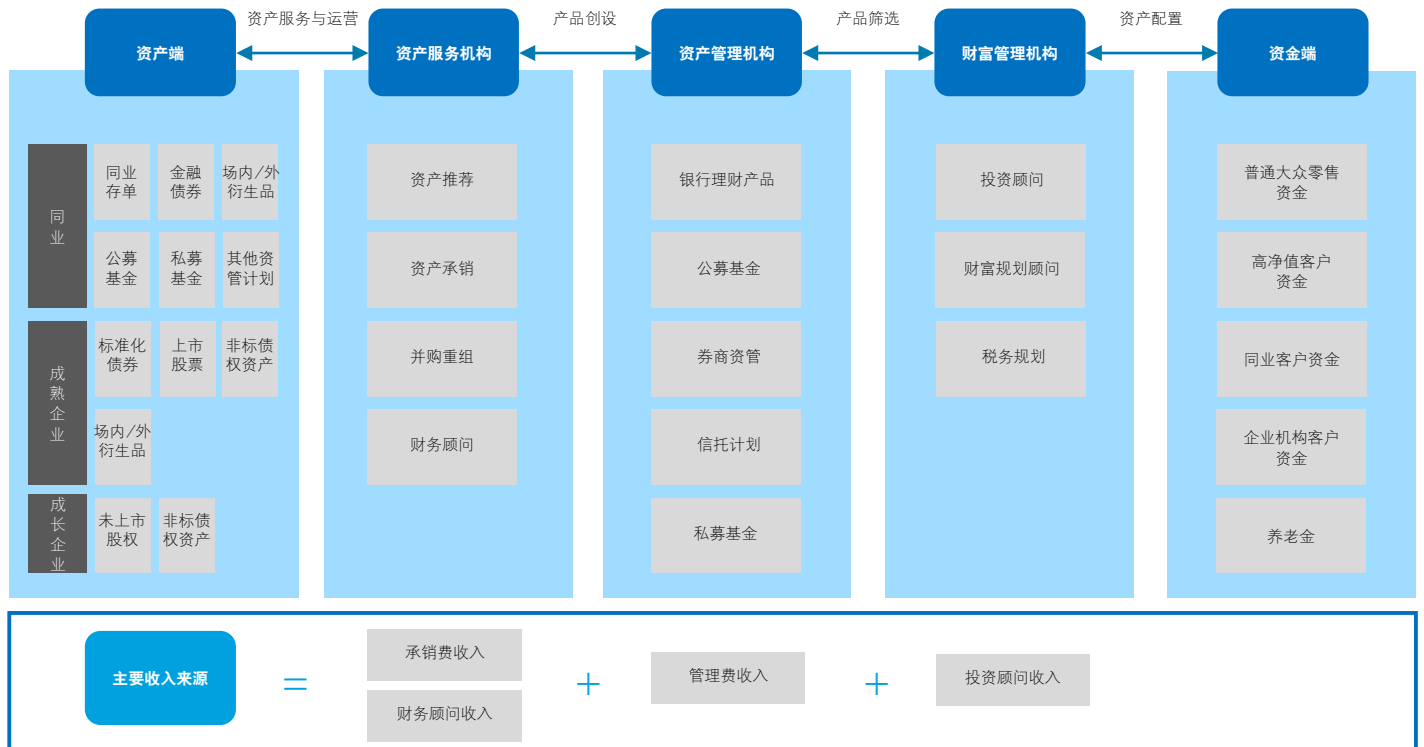 资产服务与运营
产品创设
产品筛选
资产配置
资产端
资产服务机构
资产管理机构
财富管理机构
资金端
同
业
同业
存单
金融
债券
场内/外
衍生品
公募
基金
私募
基金
其他资
管计划
成
熟
企
业
标准化
债券
上市
股票
非标债
权资产
场内/外
衍生品
成
长
企
业
未上市
股权
非标债
权资产
资产推荐
资产承销
并购重组
财务顾问
银行理财产品
公募基金
券商资管
信托计划
私募基金
投资顾问
财富规划顾问
税务规划
普通大众零售
资金
高净值客户
资金
同业客户资金
企业机构客户
资金
养老金
主要收入来源
=
承销费收入
财务顾问收入
+
管理费收入
+
投资顾问收入